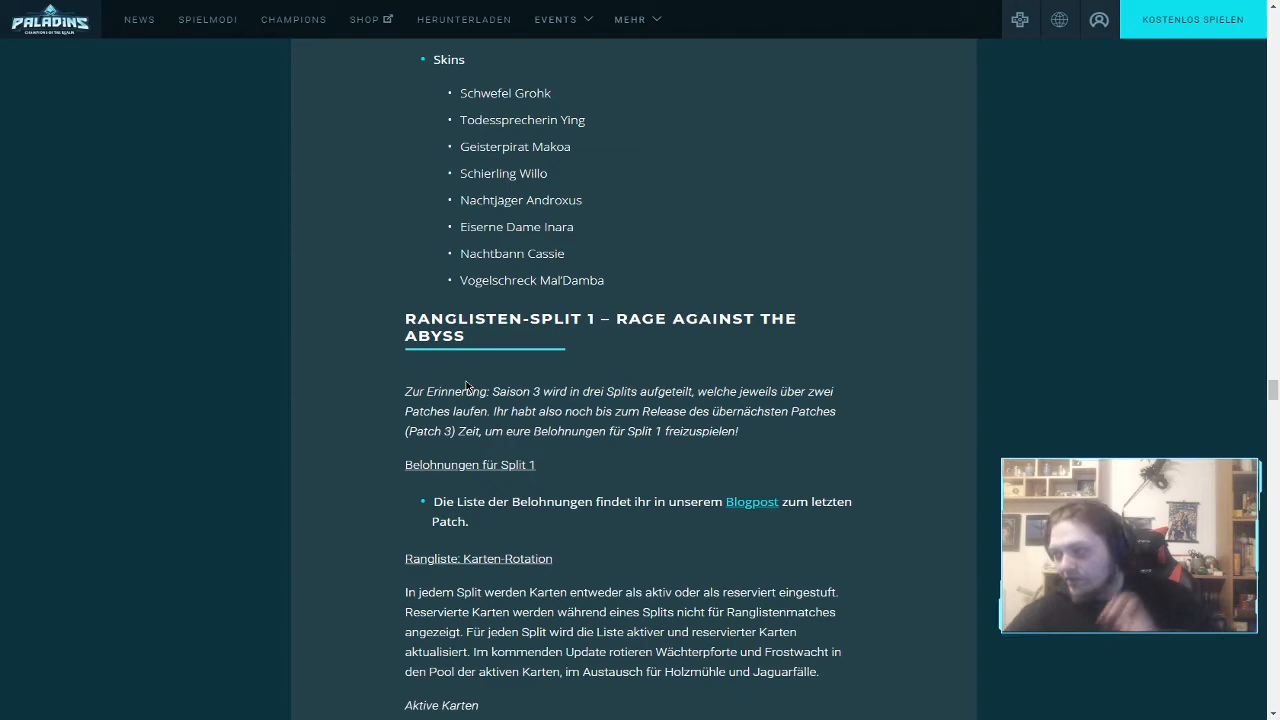 PALADINS
CHAMPIONS OF THE REALM
NEWS SPIELMODI CHAMPIONS SHOP HERUNTERLADEN EVENTS MEHR KOSTENLOS SPIELEN
• Skins
• Schwefel Grohk
• Todessprecherin Ying
• Geisterpirat Makoa
• Schierling Willo
• Nachtjäger Androxus
• Eiserne Dame Inara
• Nachtbann Cassie
• Vogelschreck Mal'Damba
RANGLISTEN-SPLIT 1 – RAGE AGAINST THE
ABYSS
Zur Erinnerung: Saison 3 wird in drei Splits aufgeteilt, welche jeweils über zwei
Patches laufen. Ihr habt also noch bis zum Release des übernächsten Patches
(Patch 3) Zeit, um eure Belohnungen für Split 1 freizuspielen!
Belohnungen für Split 1
• Die Liste der Belohnungen findet ihr in unserem Blogpost zum letzten
Patch.
Rangliste: Karten-Rotation
In jedem Split werden Karten entweder als aktiv oder als reserviert eingestuft.
Reservierte Karten werden während eines Splits nicht für Ranglistenmatches
angezeigt. Für jeden Split wird die Liste aktiver und reservierter Karten
aktualisiert. Im kommenden Update rotieren Wächterpforte und Frostwacht in
den Pool der aktiven Karten, im Austausch für Holzmühle und Jaguarfälle.
Aktive Karten